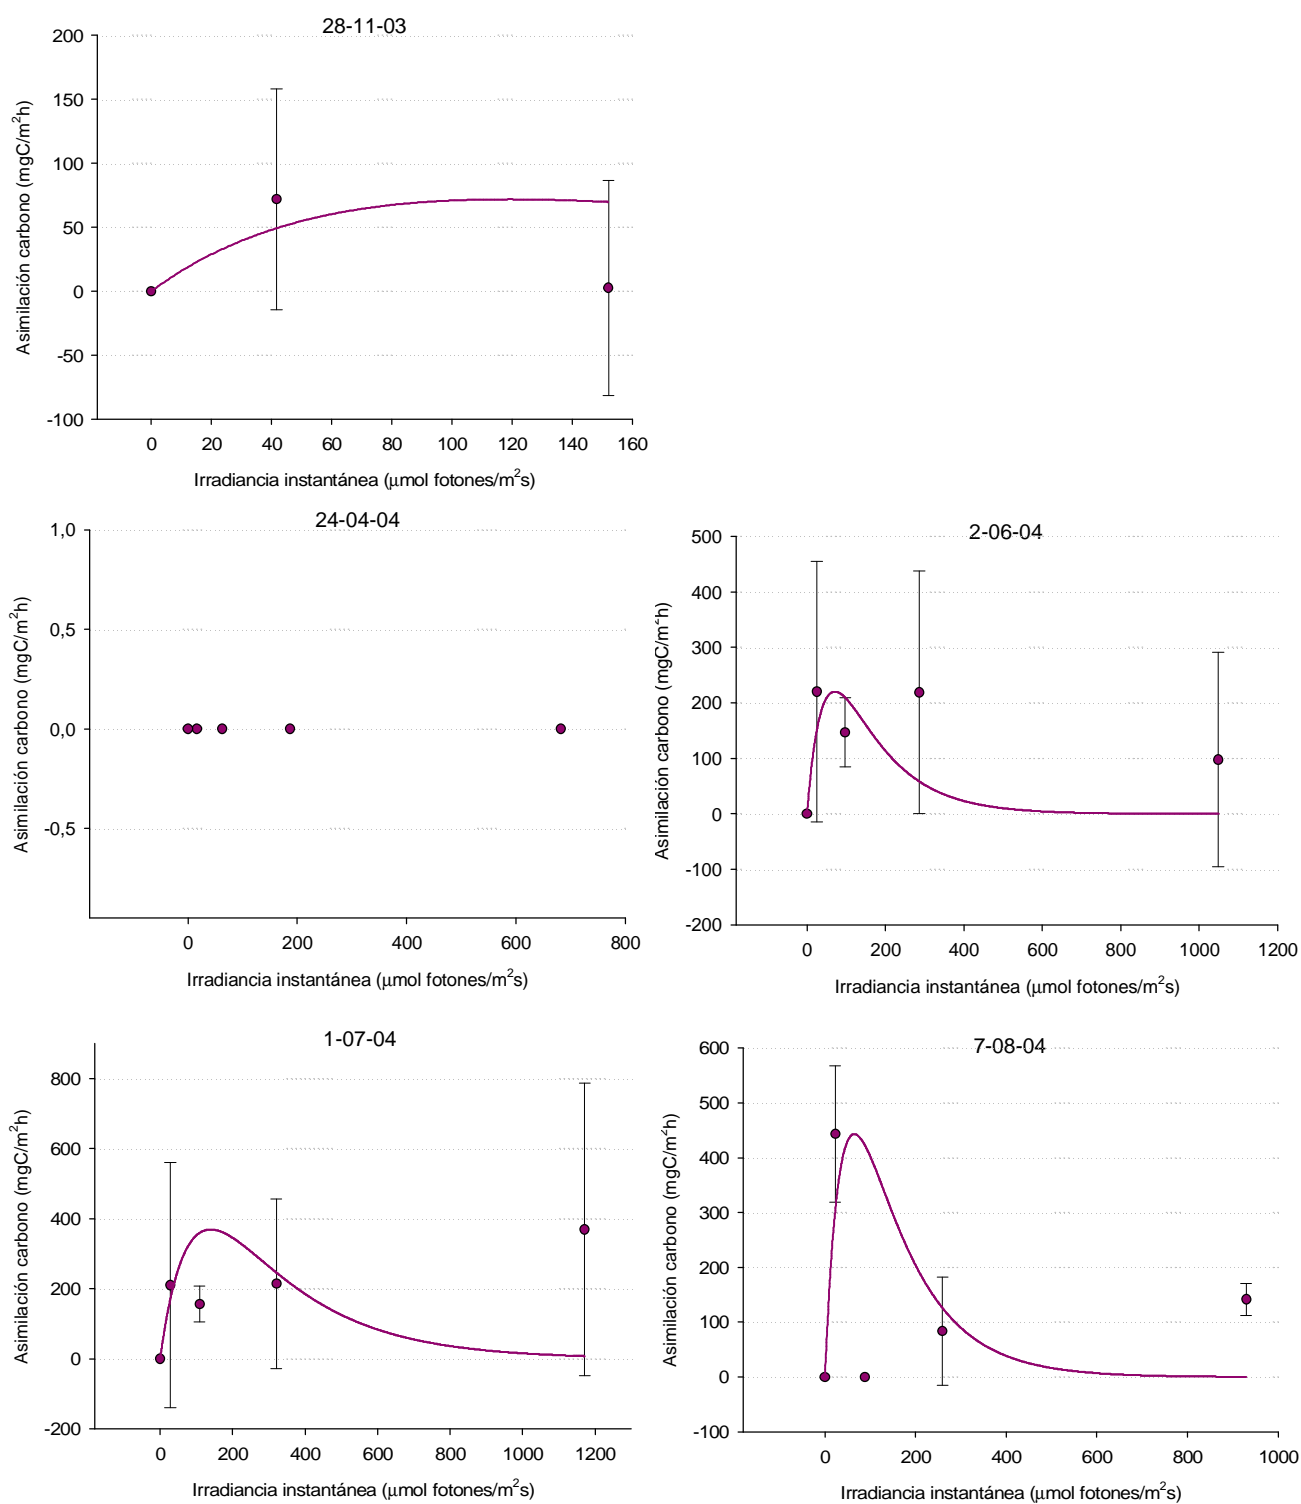 28-11-03
200
150
100
50
0
-50
-100
Asimilación carbono (mgC/m²h)
0 20 40 60 80 100 120 140 160
Irradiancia instantánea (μmol fotones/m²s)
24-04-04
1,0
0,5
0,0
-0,5
Asimilación carbono (mgC/m²h)
0 200 400 600 800
Irradiancia instantánea (μmol fotones/m²s)
2-06-04
500
400
300
200
100
0
-100
-200
Asimilación carbono (mgC/m²h)
0 200 400 600 800 1000 1200
Irradiancia instantánea (μmol fotones/m²s)
1-07-04
800
600
400
200
0
-200
Asimilación carbono (mgC/m²h)
0 200 400 600 800 1000 1200
Irradiancia instantánea (μmol fotones/m²s)
7-08-04
600
500
400
300
200
100
0
-100
Asimilación carbono (mgC/m²h)
0 200 400 600 800 1000
Irradiancia instantánea (μmol fotones/m²s)